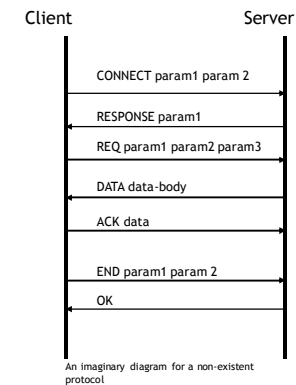 Client Server
CONNECT param1 param 2
RESPONSE param1
REQ param1 param2 param3
DATA data-body
ACK data
END param1 param 2
OK
An imaginary diagram for a non-existent
protocol